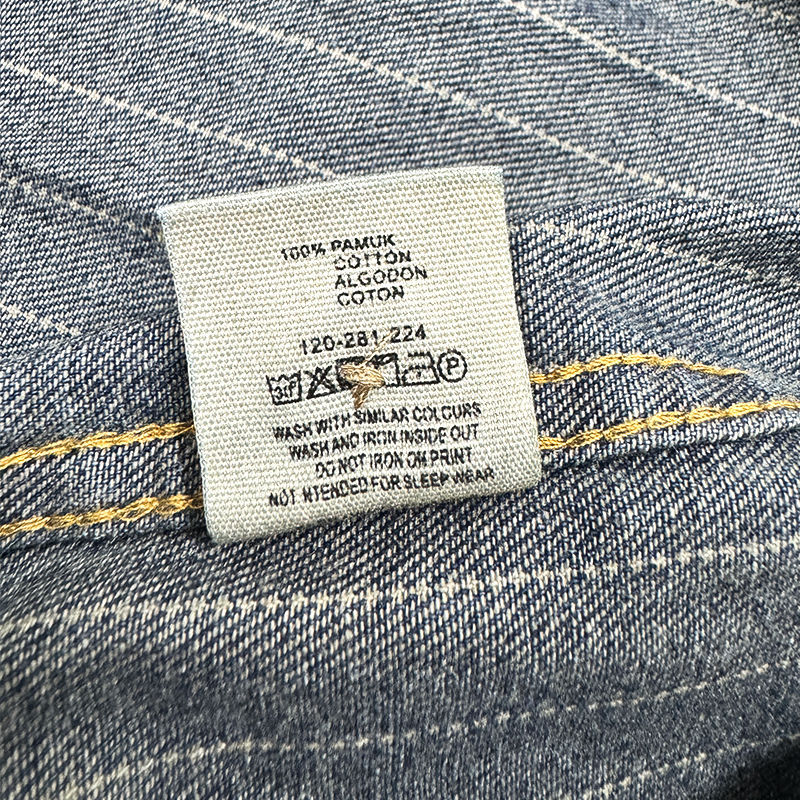 100% PAMUK
COTTON
ALGODON
COTON
120-281-224
P
WASH WITH SIMILAR COLOURS
WASH AND IRON INSIDE OUT
DO NOT IRON ON PRINT
NOT INTENDED FOR SLEEP WEAR